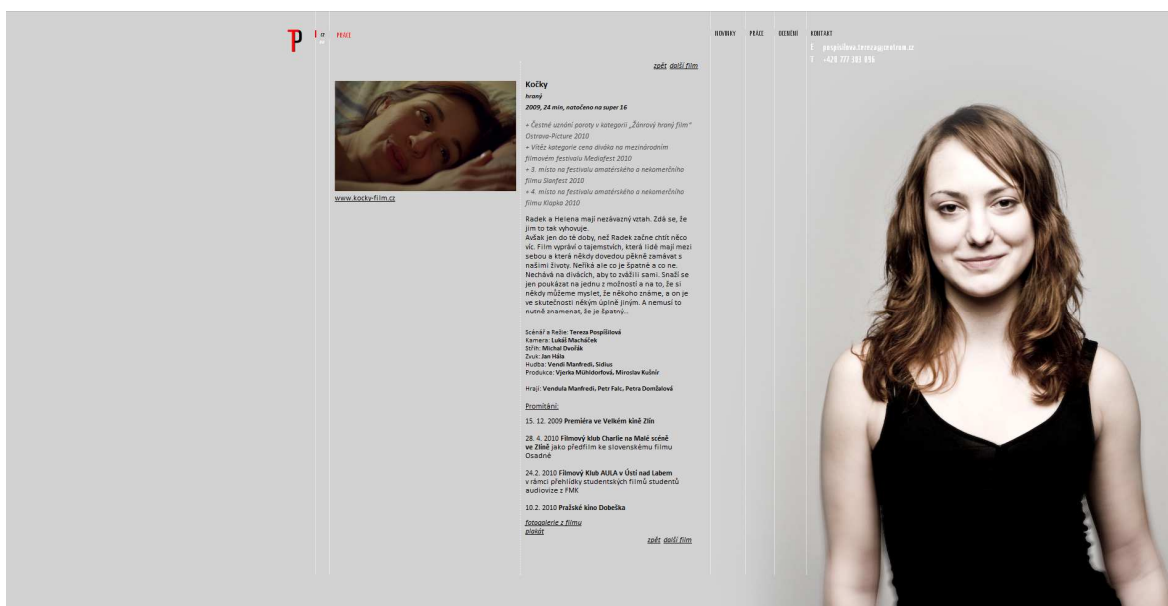 TP
CZ
PRÁCE
NOVINKY PRÁCE OCENĚNÍ KONTAKT
E pospisilova.tereza@centrum.cz
T +420 777 303 096
zpět další film
Kočky
hraný
2009, 24 min, natočeno na super 16
+ Čestné uznání poroty v kategorii „Žánrový hraný film“
Ostrava-Picture 2010
+ Vítěz kategorie cena diváka na mezinárodním
filmovém festivalu Mediafest 2010
+ 3. místo na festivalu amatérského a nekomerčního
filmu Slanfest 2010
+ 4. místo na festivalu amatérského a nekomerčního
filmu Klapka 2010
www.kocky-film.cz
Radek a Helena mají nezávazný vztah. Zdá se, že
jim to tak vyhovuje.
Avšak jen do té doby, než Radek začne chtít něco
víc. Film vypráví o tajemstvích, která lidé mají mezi
sebou a která někdy dovedou pěkně zamávat s
našimi životy. Neříká ale co je špatné a co ne.
Nechává na divácích, aby to zvážili sami. Snaží se
jen poukázat na jednu z možností a na to, že si
někdy můžeme myslet, že někoho známe, a on je
ve skutečnosti někým úplně jiným. A nemusí to
nutně znamenat, že je špatný...
Scénář a Režie: Tereza Pospíšilová
Kamera: Lukáš Macháček
Střih: Michal Dvořák
Zvuk: Jan Hála
Hudba: Vendi Manfredi, Sidius
Produkce: Vjerka Mühldorfová, Miroslav Kušnír
Hrají: Vendula Manfredi, Petr Falc, Petra Domžalová
Promítání:
15. 12. 2009 Premiéra ve Velkém kině Zlín
28. 4. 2010 Filmový klub Charlie na Malé scéně
ve Zlíně jako předfilm ke slovenskému filmu
Osadné
24.2. 2010 Filmový Klub AULA v Ústí nad Labem
v rámci přehlídky studentských filmů studentů
audiovize z FMK
10.2. 2010 Pražské kino Dobeška
fotogalerie z filmu
plakát
zpět další film